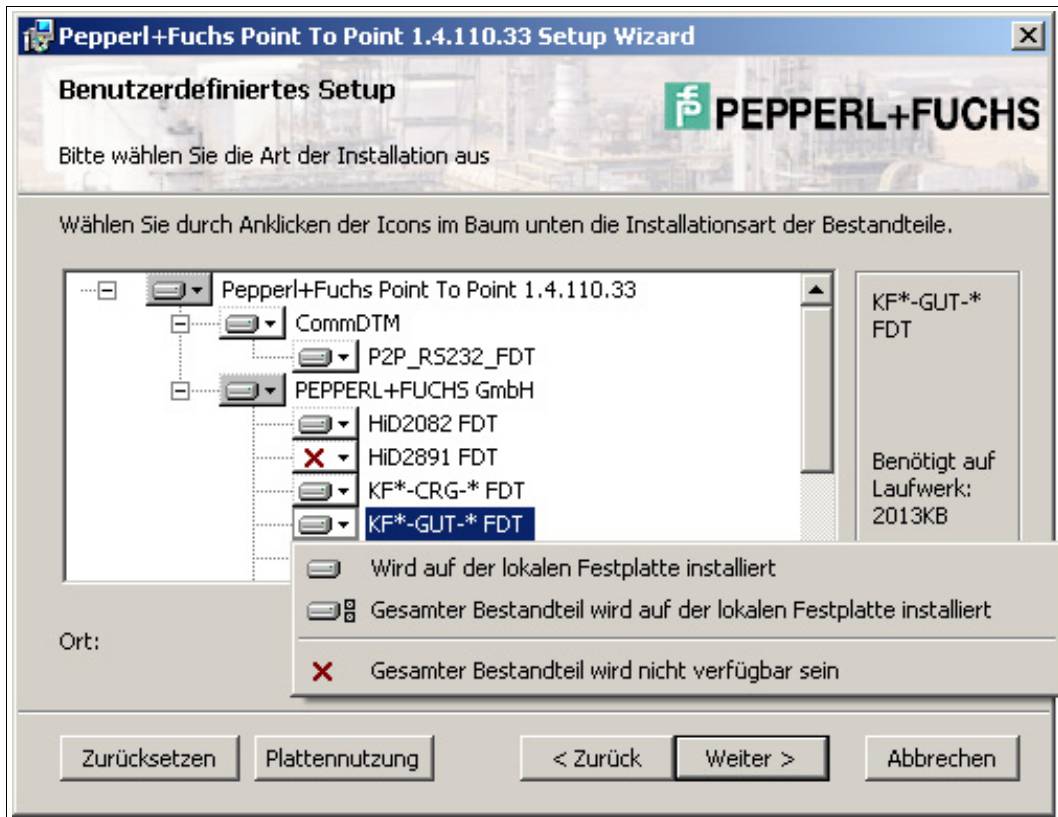 Pepperl+Fuchs Point To Point 1.4.110.33 Setup Wizard
Benutzerdefiniertes Setup
PEPPERL+FUCHS
Bitte wählen Sie die Art der Installation aus
Wählen Sie durch Anklicken der Icons im Baum unten die Installationsart der Bestandteile.
Pepperl+Fuchs Point To Point 1.4.110.33
CommDTM
P2P_RS232_FDT
PEPPERL+FUCHS GmbH
HiD2082 FDT
HiD2891 FDT
KF*-CRG-* FDT
KF*-GUT-* FDT
KF*-GUT-*
FDT
Benötigt auf
Laufwerk:
2013KB
Wird auf der lokalen Festplatte installiert
Gesamter Bestandteil wird auf der lokalen Festplatte installiert
Gesamter Bestandteil wird nicht verfügbar sein
Ort:
Zurücksetzen
Plattennutzung
< Zurück
Weiter >
Abbrechen